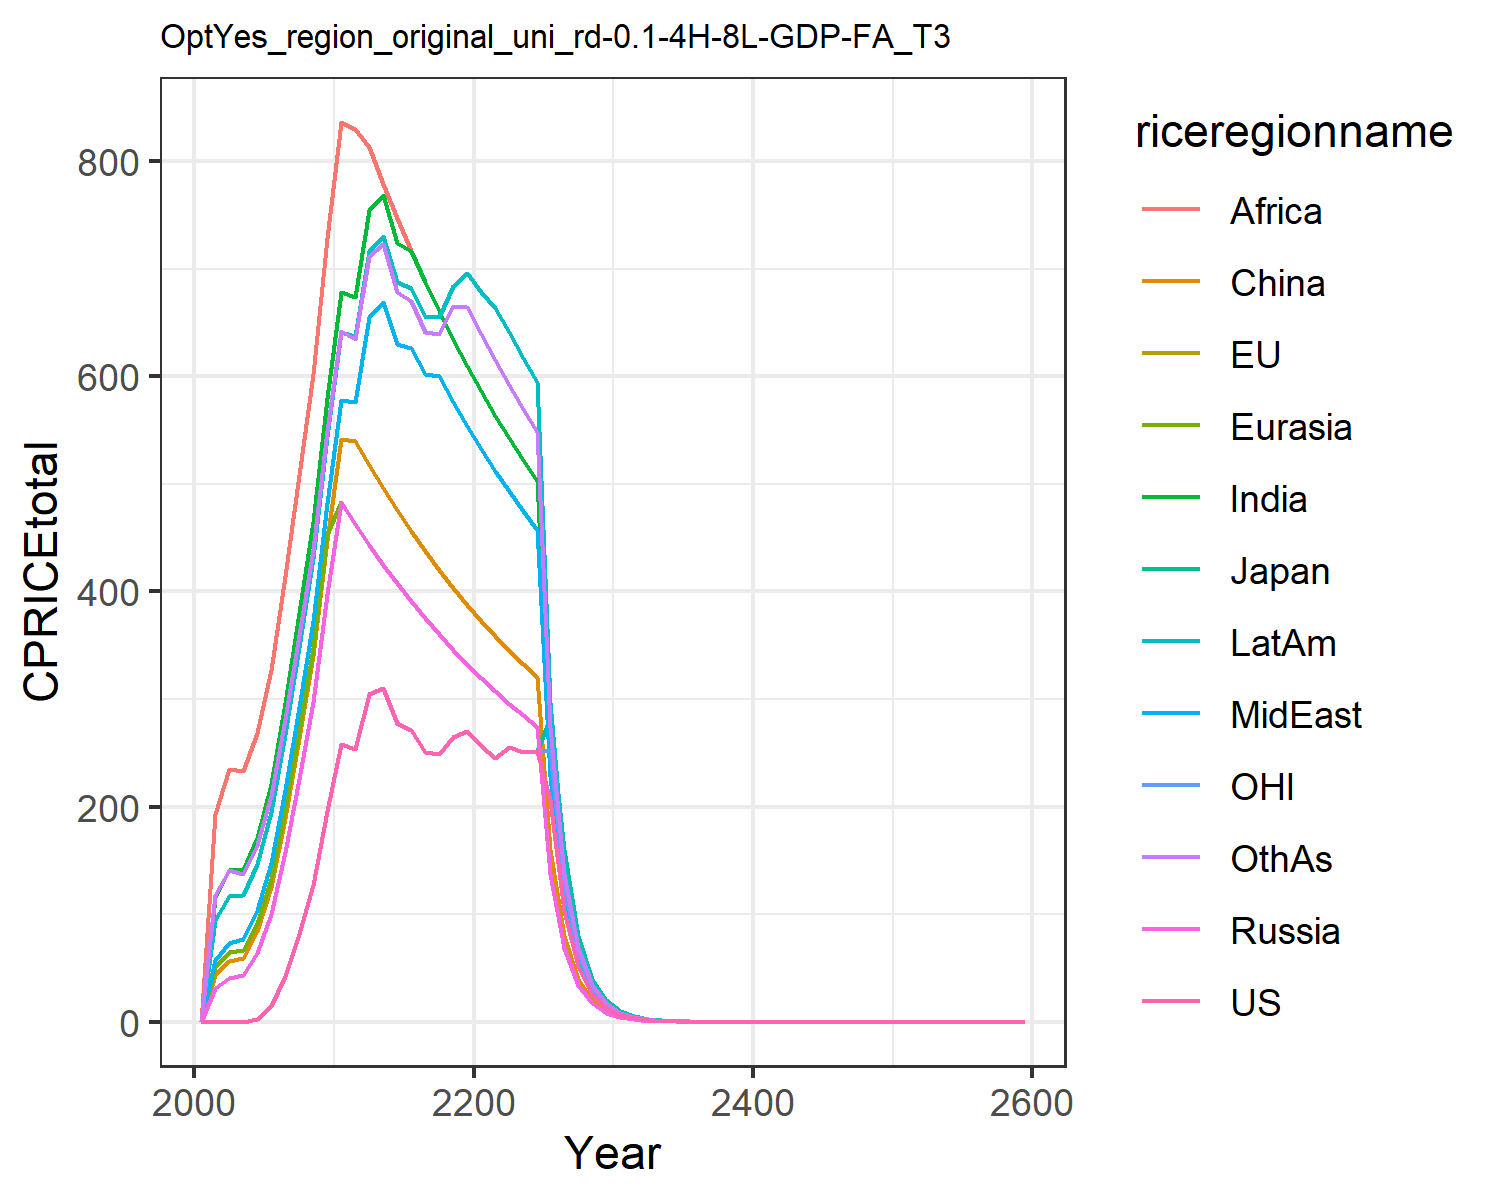 OptYes_region_original_uni_rd-0.1-4H-8L-GDP-FA_T3
CPRICEtotal
800
600
400
200
0
2000 2200 2400 2600
Year
riceregionname
Africa
China
EU
Eurasia
India
Japan
LatAm
MidEast
OHI
OthAs
Russia
US